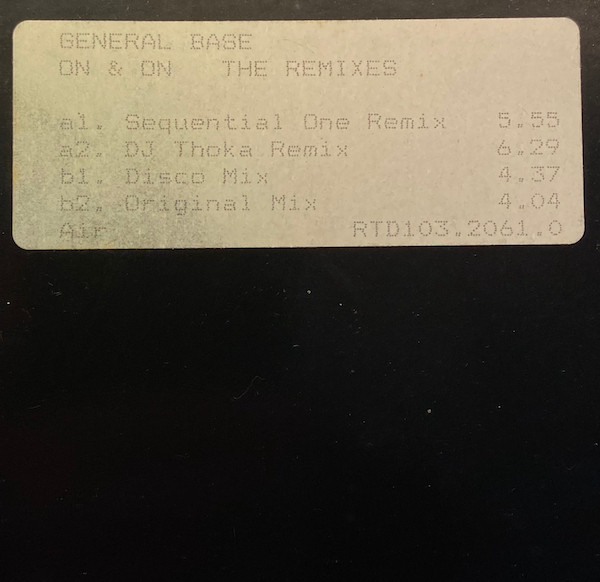 GENERAL BASE
ON & ON THE REMIXES
a1. Sequential One Remix 5.55
a2. DJ Thoka Remix 6.29
b1. Disco Mix 4.37
b2. Original Mix 4.04
Air RTD103.2061.0